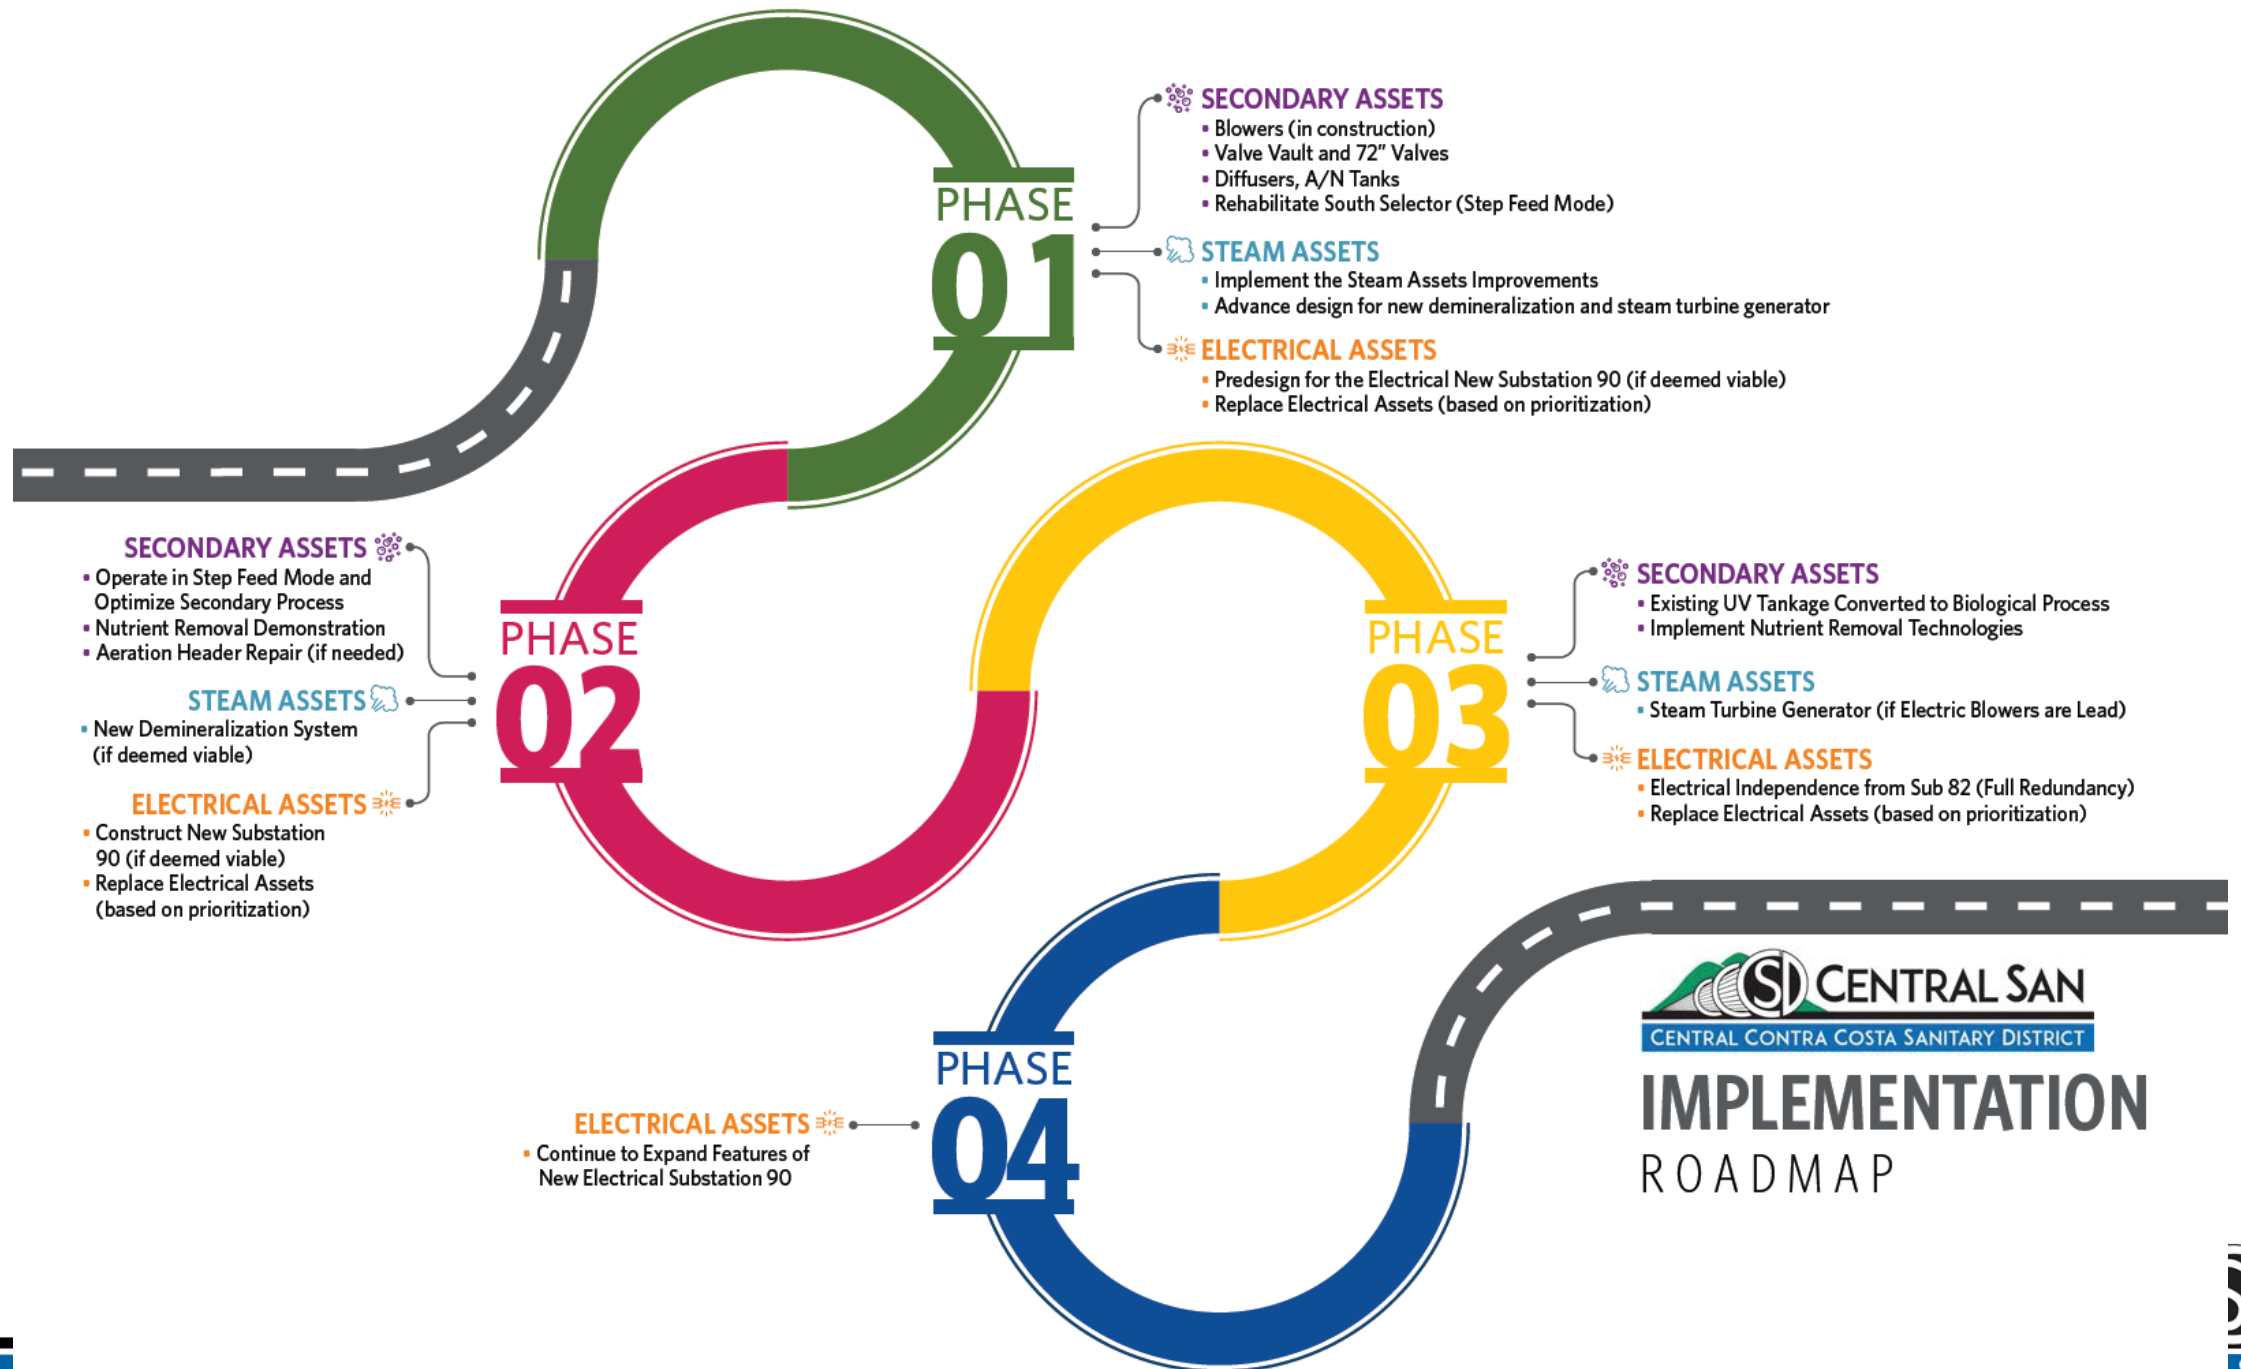 PHASE
01
SECONDARY ASSETS
▪ Blowers (in construction)
▪ Valve Vault and 72” Valves
▪ Diffusers, A/N Tanks
▪ Rehabilitate South Selector (Step Feed Mode)
STEAM ASSETS
▪ Implement the Steam Assets Improvements
▪ Advance design for new demineralization and steam turbine generator
ELECTRICAL ASSETS
▪ Predesign for the Electrical New Substation 90 (if deemed viable)
▪ Replace Electrical Assets (based on prioritization)
PHASE
02
SECONDARY ASSETS
▪ Operate in Step Feed Mode and
Optimize Secondary Process
▪ Nutrient Removal Demonstration
▪ Aeration Header Repair (if needed)
STEAM ASSETS
▪ New Demineralization System
(if deemed viable)
ELECTRICAL ASSETS
▪ Construct New Substation
90 (if deemed viable)
▪ Replace Electrical Assets
(based on prioritization)
PHASE
03
SECONDARY ASSETS
▪ Existing UV Tankage Converted to Biological Process
▪ Implement Nutrient Removal Technologies
STEAM ASSETS
▪ Steam Turbine Generator (if Electric Blowers are Lead)
ELECTRICAL ASSETS
▪ Electrical Independence from Sub 82 (Full Redundancy)
▪ Replace Electrical Assets (based on prioritization)
PHASE
04
ELECTRICAL ASSETS
▪ Continue to Expand Features of
New Electrical Substation 90
CENTRAL SAN
CENTRAL CONTRA COSTA SANITARY DISTRICT
IMPLEMENTATION
ROADMAP